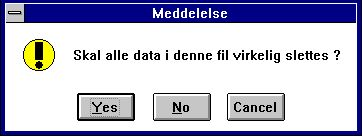 Meddelelse
Skal alle data i denne fil virkelig slettes ?
Yes No Cancel